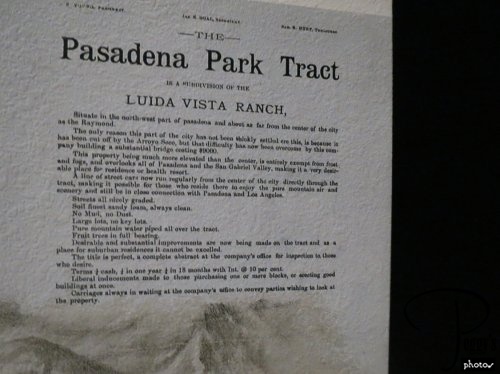 Jas S. Hoag, Secretary.
—THE—
Pasadena Park Tract
IS A SUBDIVISION OF THE
LUIDA VISTA RANCH,
Situate in the north-west part of pasadena and about as far from the center of the city
as the Raymond.
The only reason this part of the city has not been thickly settled ere this, is because it
has been cut off by the Arroyo Seco, but that difficulty has now been overcome by this com-
pany building a substantial bridge costing $9000.
This property being much more elevated than the center, is entirely exempt from frost
and fogs, and overlooks all of Pasadena and the San Gabriel Valley, making it a very desir-
able place for residence or health resort.
A line of street cars now run regularly from the center of the city directly through the
tract, making it possible for those who reside there to enjoy the pure mountain air and
scenery and still be in close connection with Pasadena and Los Angeles.
Streets all nicely graded.
Soil finest sandy loam, always clean.
No Mud, no Dust.
Large lots, no key lots.
Pure mountain water piped all over the tract.
Fruit trees in full bearing.
Desirable and substantial improvements are now being made on the tract and as a
place for suburban residences it cannot be excelled.
The title is perfect, a complete abstract at the company's office for inspection to those
who desire.
Terms ⅓ cash, ⅓ in one year ⅓ in 18 months with Int. @ 10 per cent.
Liberal inducements made to those purchasing one or more blocks, or erecting good
buildings at once.
Carriages always in waiting at the company's office to convey parties wishing to look at
the property.